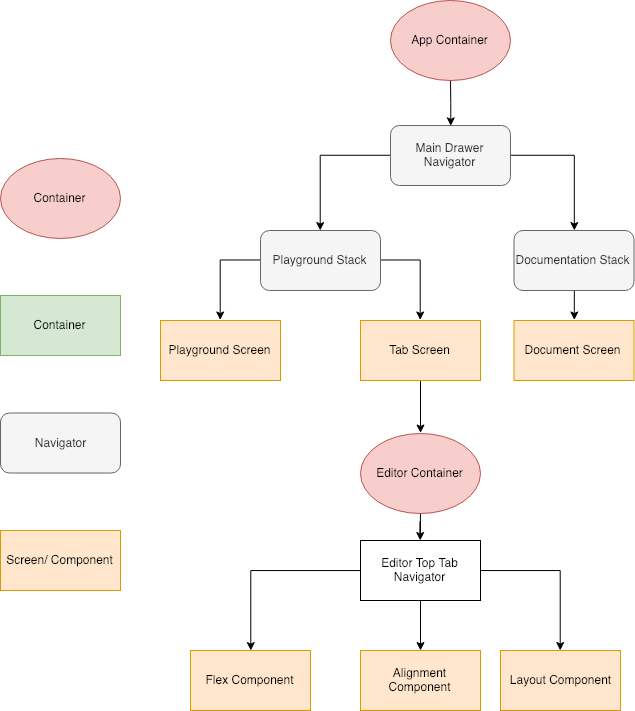 App Container
Main Drawer
Navigator
Container
Playground Stack
Documentation Stack
Container
Playground Screen
Tab Screen
Document Screen
Navigator
Editor Container
Screen/ Component
Editor Top Tab
Navigator
Flex Component
Alignment
Component
Layout Component